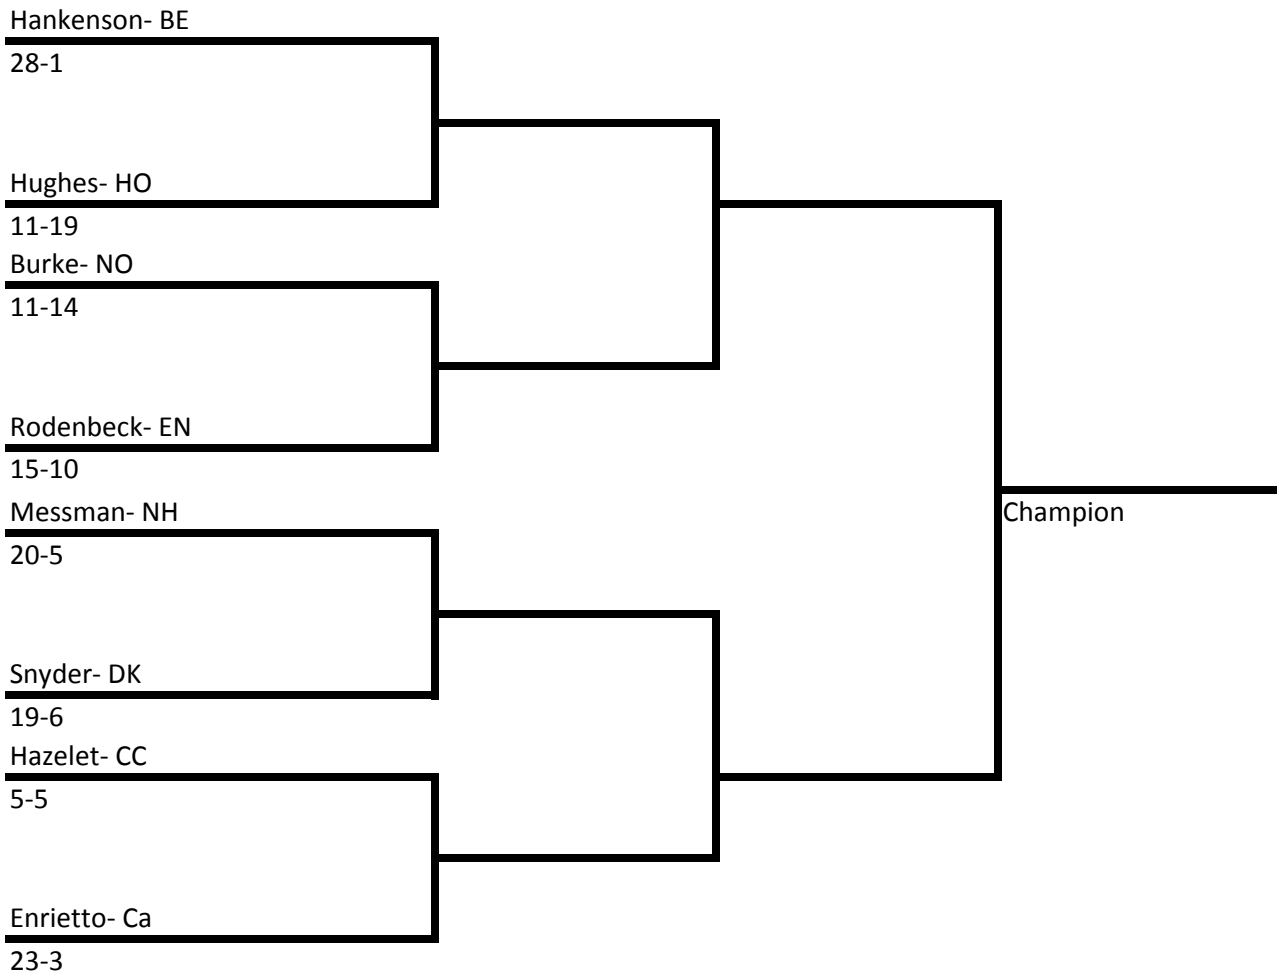 Hankenson- BE
28-1
Hughes- HO
11-19
Burke- NO
11-14
Rodenbeck- EN
15-10
Messman- NH
20-5
Champion
Snyder- DK
19-6
Hazelet- CC
5-5
Enrietto- Ca
23-3